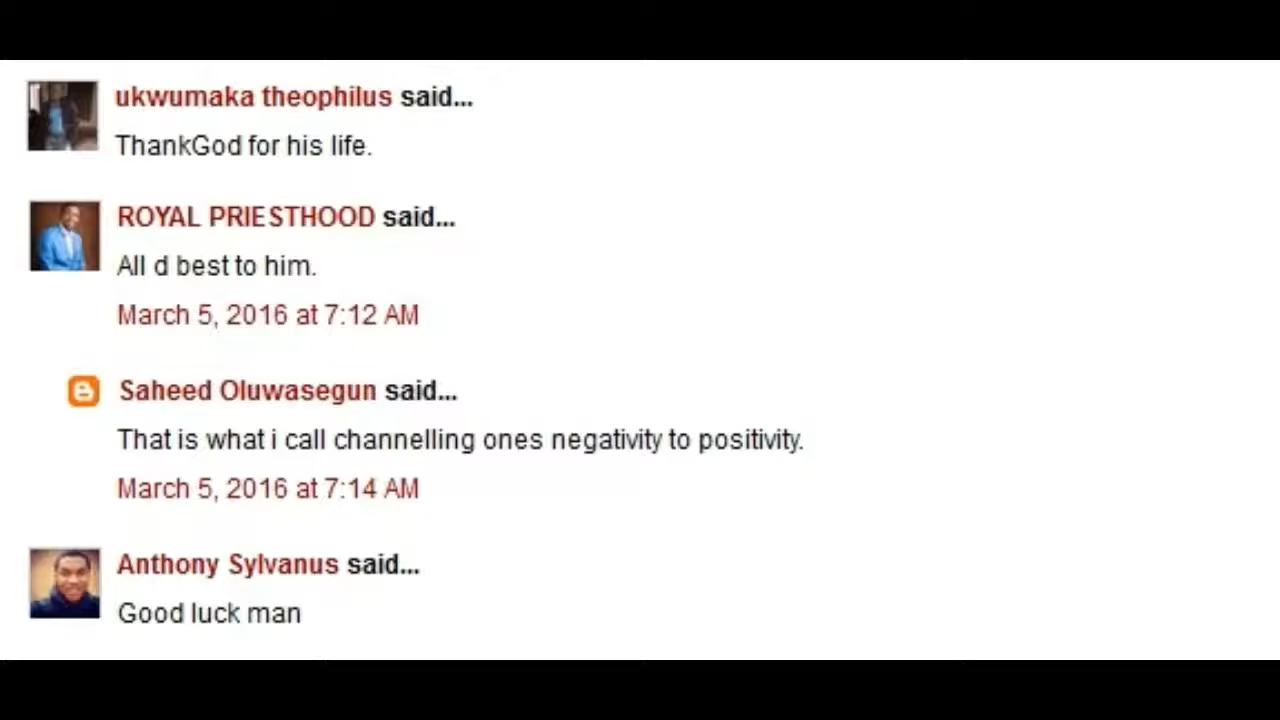 ukwumaka theophilus said...
ThankGod for his life.
ROYAL PRIESTHOOD said...
All d best to him.
March 5, 2016 at 7:12 AM
Saheed Oluwasegun said...
That is what i call channelling ones negativity to positivity.
March 5, 2016 at 7:14 AM
Anthony Sylvanus said...
Good luck man